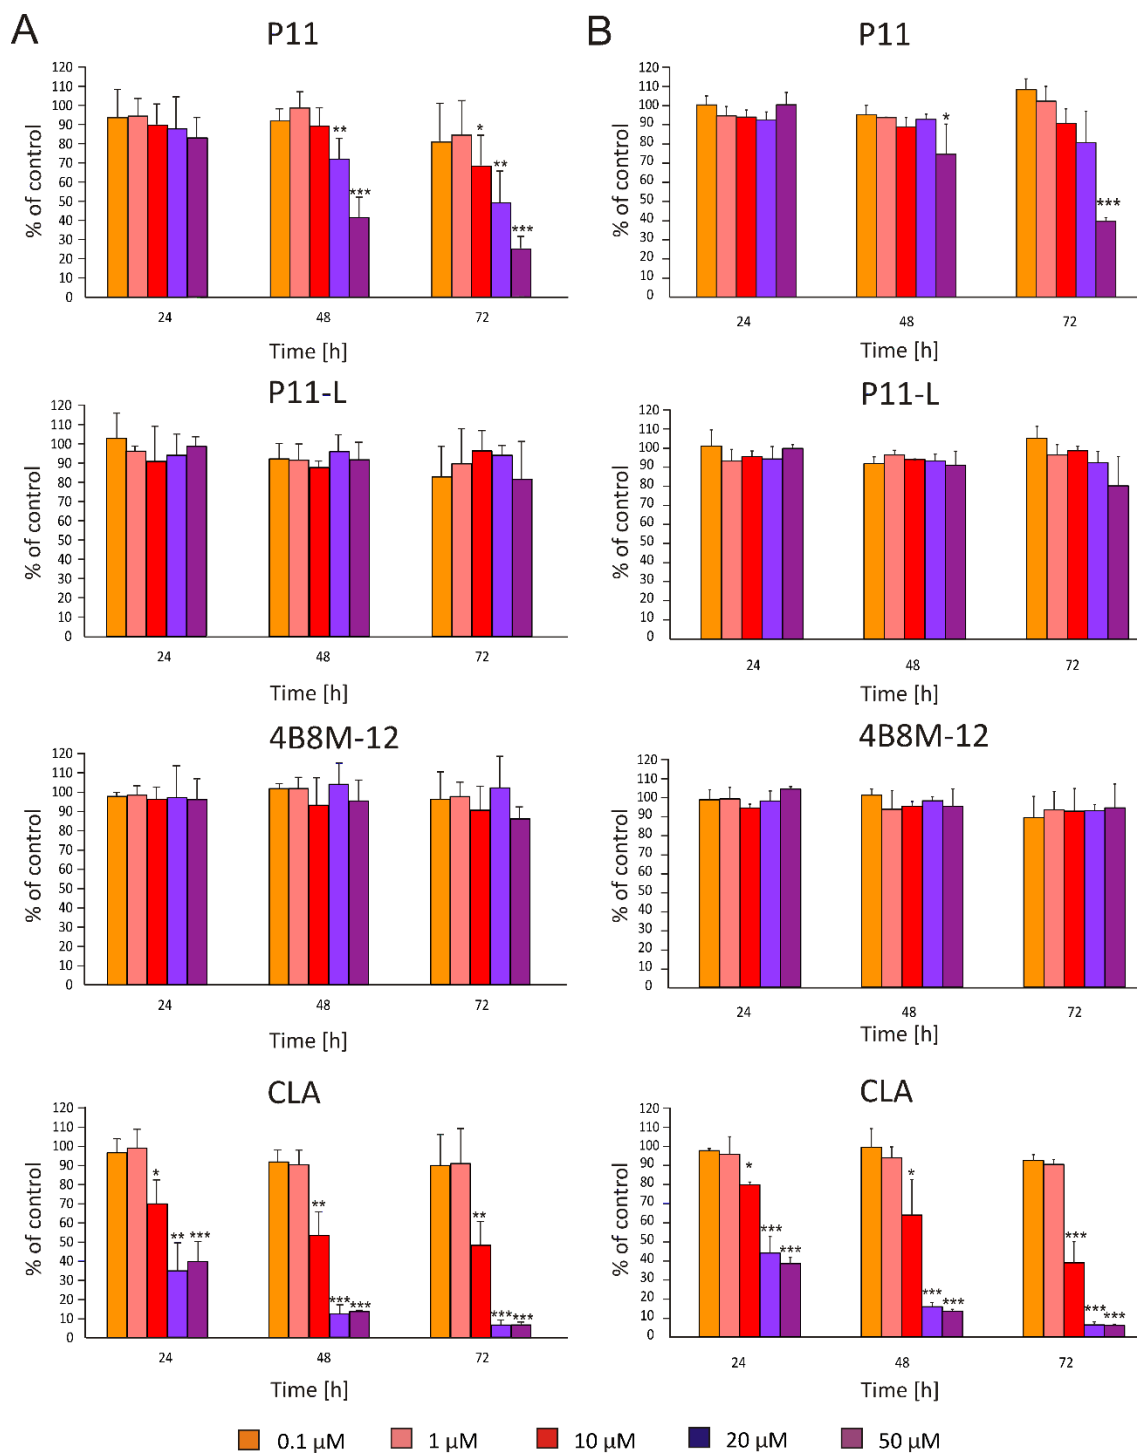 A
P11
% of control
120
110
100
90
80
70
60
50
40
30
20
10
0
** *** * ** ***
24 48 72
Time [h]
B
P11
% of control
120
110
100
90
80
70
60
50
40
30
20
10
0
* ***
24 48 72
Time [h]
P11-L
% of control
120
110
100
90
80
70
60
50
40
30
20
10
0
24 48 72
Time [h]
P11-L
% of control
120
110
100
90
80
70
60
50
40
30
20
10
0
24 48 72
Time [h]
4B8M-12
% of control
120
110
100
90
80
70
60
50
40
30
20
10
0
24 48 72
Time [h]
4B8M-12
% of control
120
110
100
90
80
70
60
50
40
30
20
10
0
24 48 72
Time [h]
CLA
% of control
120
110
100
90
80
70
60
50
40
30
20
10
0
* ** *** ** *** *** ** *** ***
24 48 72
Time [h]
CLA
% of control
120
110
100
90
80
70
60
50
40
30
20
10
0
* *** *** * *** *** *** *** ***
24 48 72
Time [h]
0.1 µM 1 µM 10 µM 20 µM 50 µM